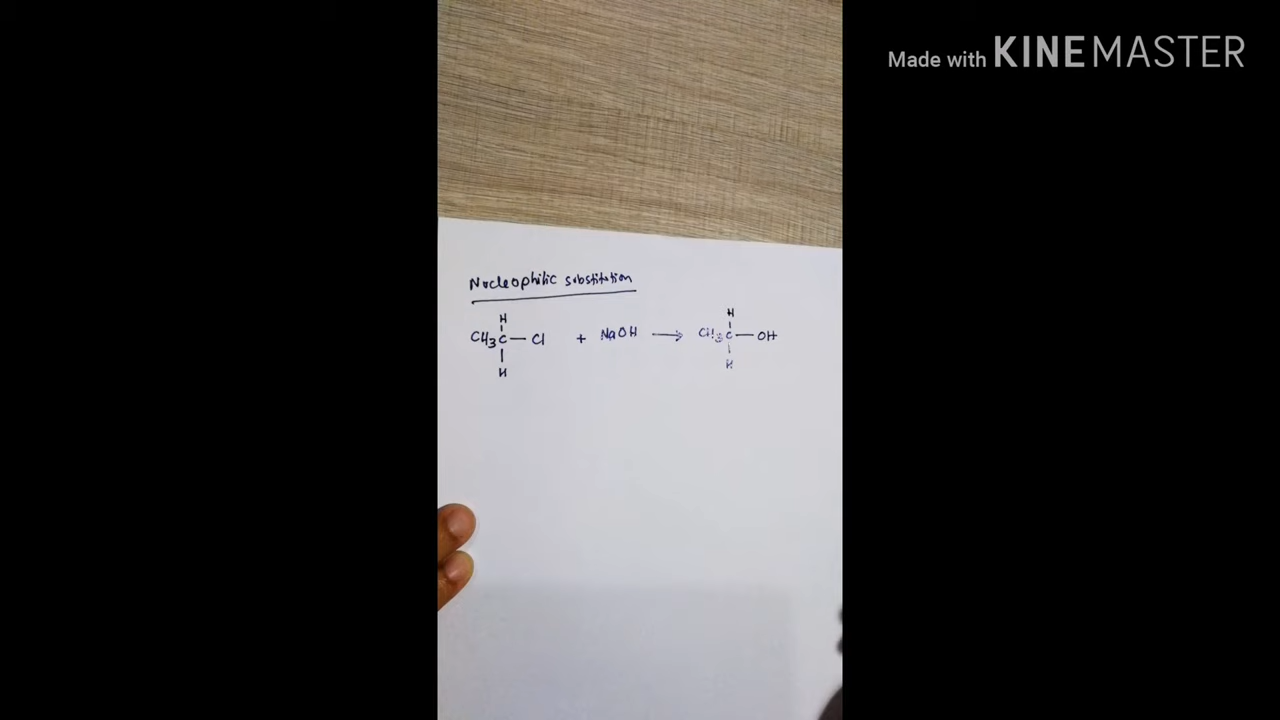 Made with KINEMASTER
Nucleophilic substitution
H H
CH3C — Cl + NaOH ⟶ CH3C — OH
H H